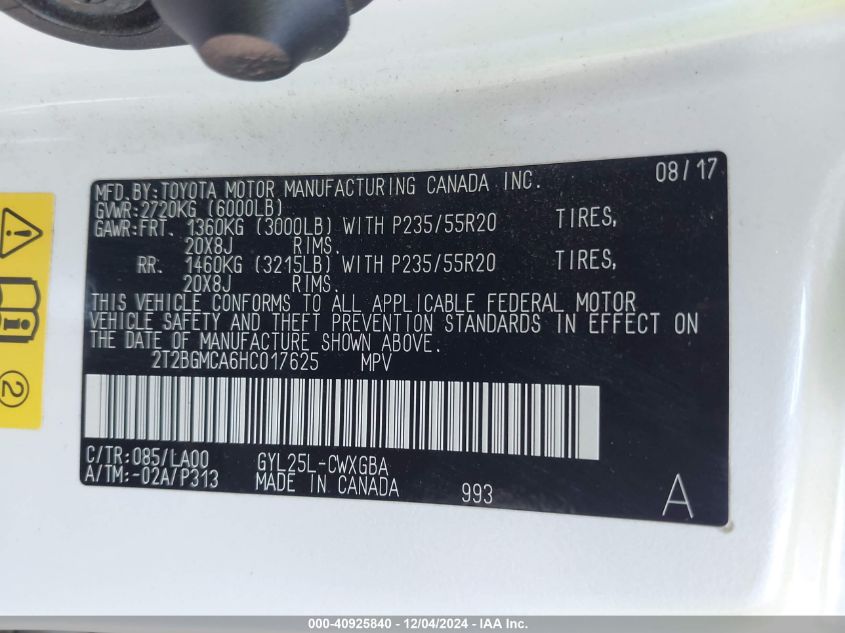 MFD.BY:TOYOTA MOTOR MANUFACTURING CANADA INC. 08/17
GVWR:2720KG (6000LB)
GAWR:FRT. 1360KG (3000LB) WITH P235/55R20 TIRES,
20X8J RIMS.
RR. 1460KG (3215LB) WITH P235/55R20 TIRES,
20X8J RIMS.
THIS VEHICLE CONFORMS TO ALL APPLICABLE FEDERAL MOTOR
VEHICLE SAFETY AND THEFT PREVENTION STANDARDS IN EFFECT ON
THE DATE OF MANUFACTURE SHOWN ABOVE.
2T2BGMCA6HC017625 MPV
C/TR:085/LA00 GYL25L-CWXGBA
A/TM:-02A/P313 MADE IN CANADA 993 A
2
000-40925840 - 12/04/2024 - IAA Inc.